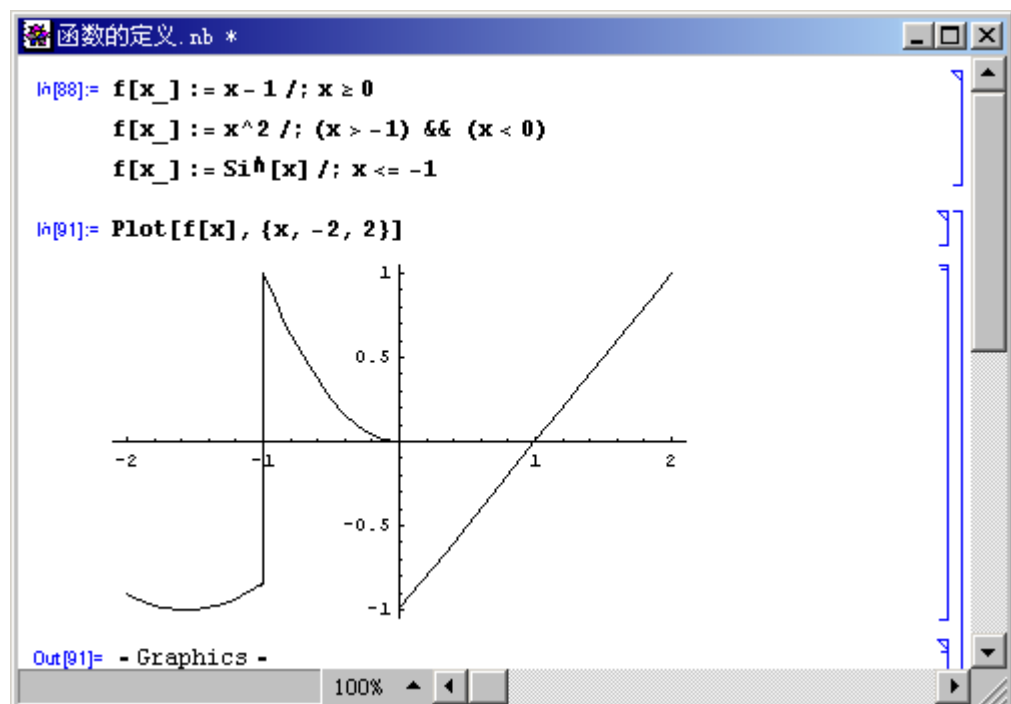 函数的定义.nb *
In[88]:= f[x_] := x - 1 /; x ≥ 0
f[x_] := x^2 /; (x > -1) && (x < 0)
f[x_] := Sin[x] /; x <= -1
In[91]:= Plot[f[x], {x, -2, 2}]
1
0.5
-2 -1 1 2
-0.5
-1
Out[91]= - Graphics -
100%